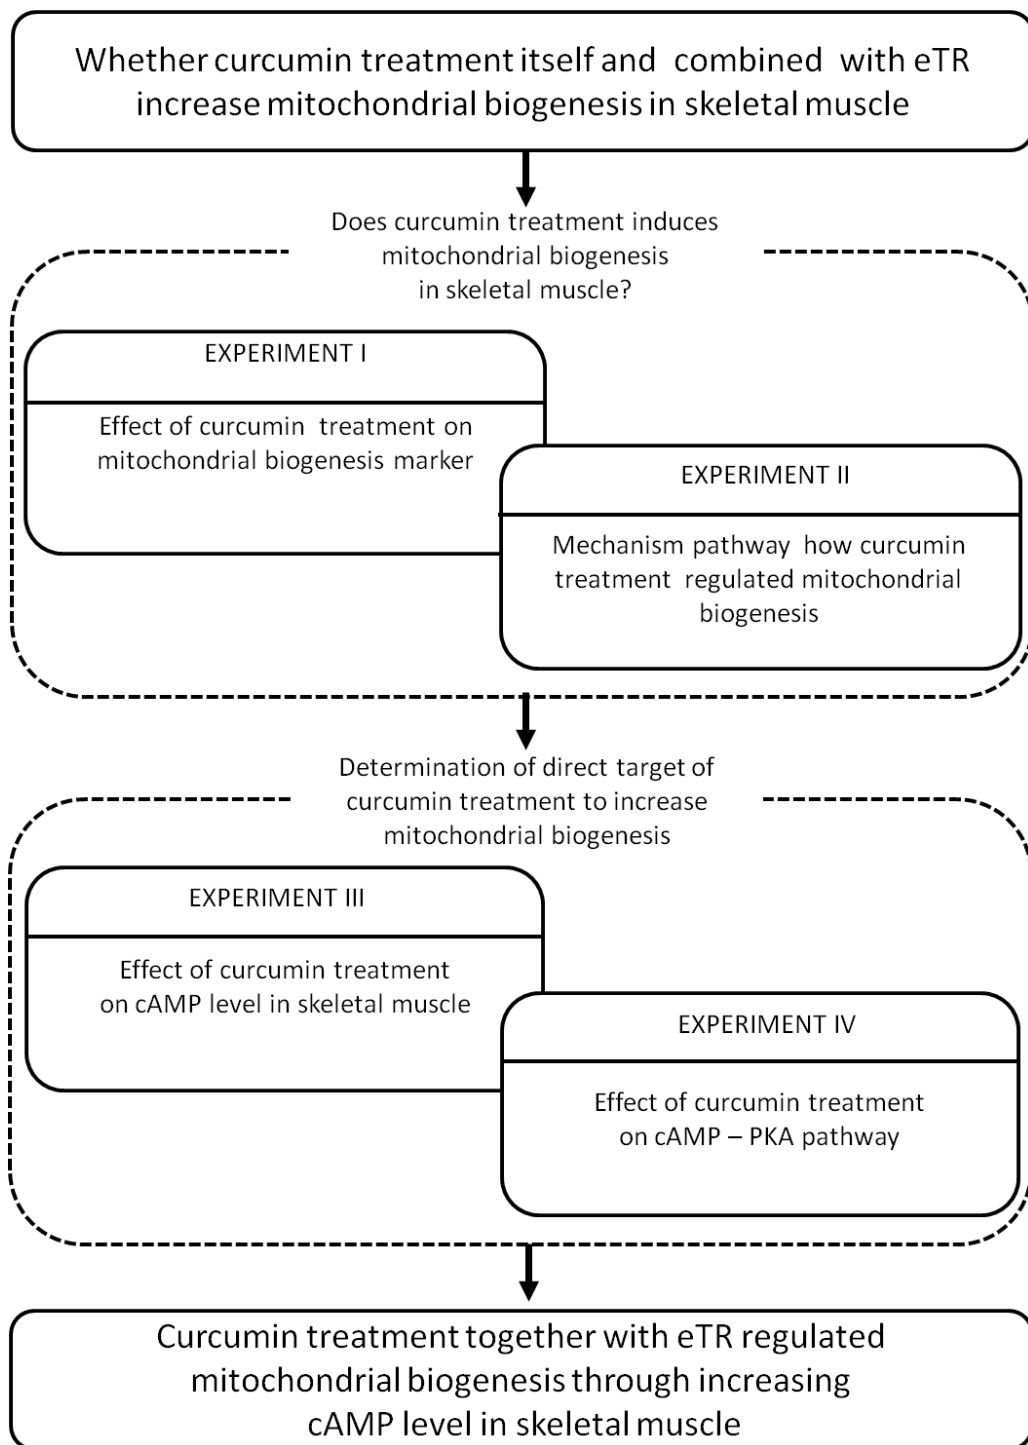 Whether curcumin treatment itself and combined with eTR
increase mitochondrial biogenesis in skeletal muscle
Does curcumin treatment induces
mitochondrial biogenesis
in skeletal muscle?
EXPERIMENT I
Effect of curcumin treatment on
mitochondrial biogenesis marker
EXPERIMENT II
Mechanism pathway how curcumin
treatment regulated mitochondrial
biogenesis
Determination of direct target of
curcumin treatment to increase
mitochondrial biogenesis
EXPERIMENT III
Effect of curcumin treatment
on cAMP level in skeletal muscle
EXPERIMENT IV
Effect of curcumin treatment
on cAMP – PKA pathway
Curcumin treatment together with eTR regulated
mitochondrial biogenesis through increasing
cAMP level in skeletal muscle